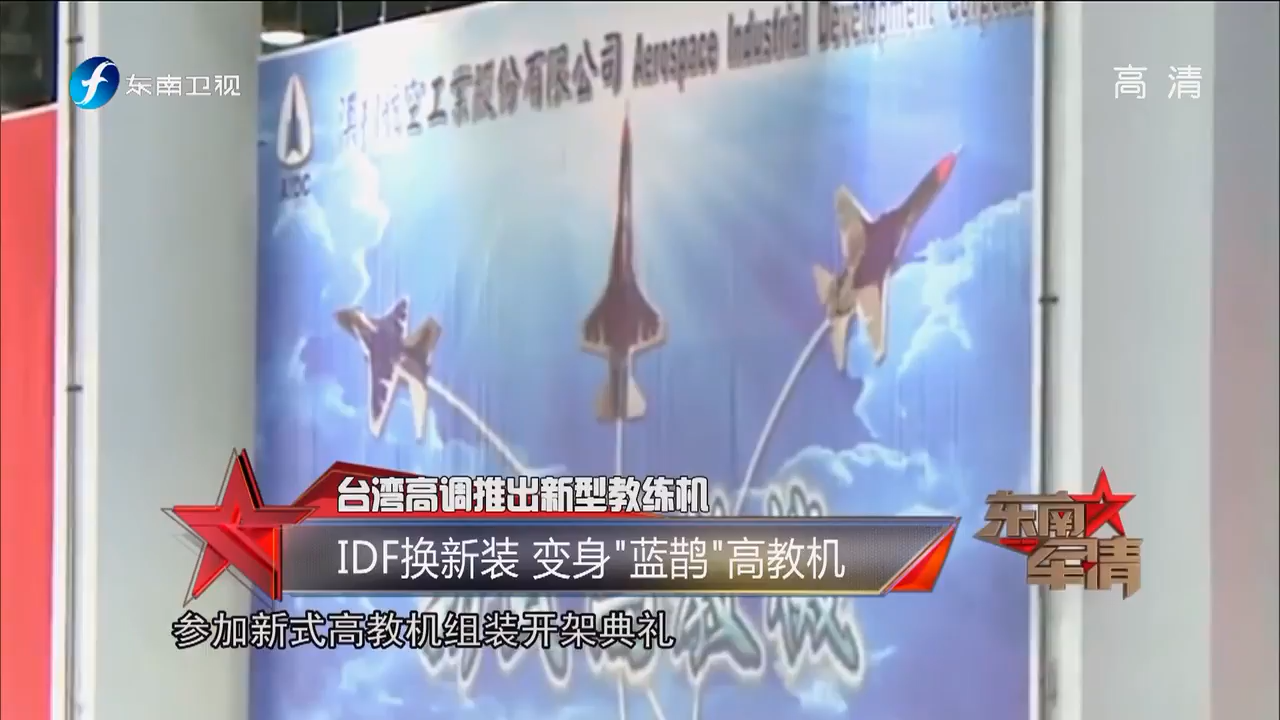 东南卫视
高清
空工業股份有限公司 Aerospace Industrial Development
AIDC
台湾高调推出新型教练机
IDF换新装 变身"蓝鹊"高教机
东南军情
参加新式高教机组装开架典礼